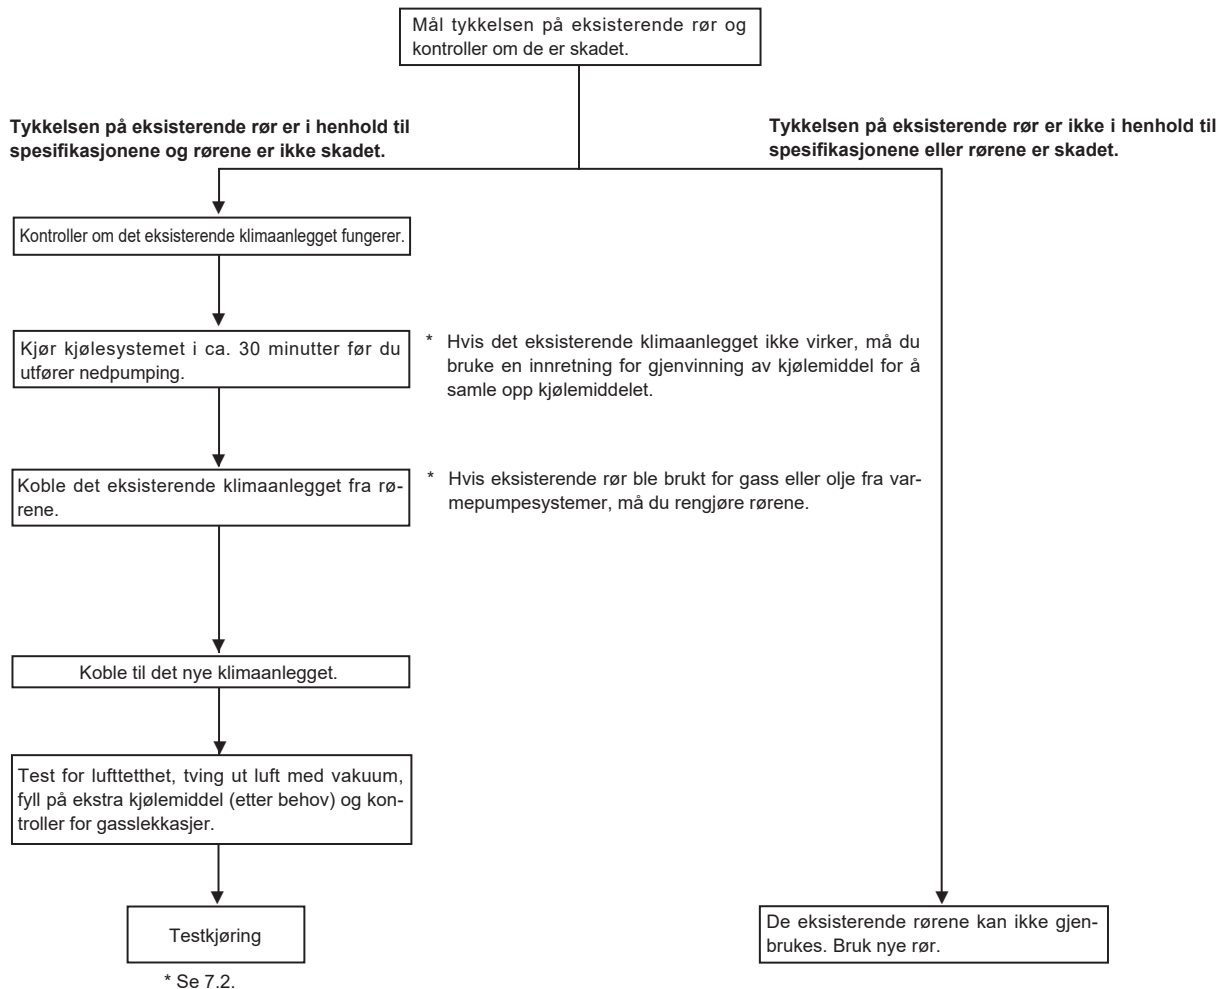 Mål tykkelsen på eksisterende rør og
kontroller om de er skadet.
Tykkelsen på eksisterende rør er i henhold til
spesifikasjonene og rørene er ikke skadet.
Tykkelsen på eksisterende rør er ikke i henhold til
spesifikasjonene eller rørene er skadet.
Kontroller om det eksisterende klimaanlegget fungerer.
Kjør kjølesystemet i ca. 30 minutter før du
utfører nedpumping.
* Hvis det eksisterende klimaanlegget ikke virker, må du
bruke en innretning for gjenvinning av kjølemiddel for å
samle opp kjølemiddelet.
Koble det eksisterende klimaanlegget fra rø-
rene.
* Hvis eksisterende rør ble brukt for gass eller olje fra var-
mepumpesystemer, må du rengjøre rørene.
Koble til det nye klimaanlegget.
Test for lufttetthet, tving ut luft med vakuum,
fyll på ekstra kjølemiddel (etter behov) og kon-
troller for gasslekkasjer.
Testkjøring
* Se 7.2.
De eksisterende rørene kan ikke gjen-
brukes. Bruk nye rør.